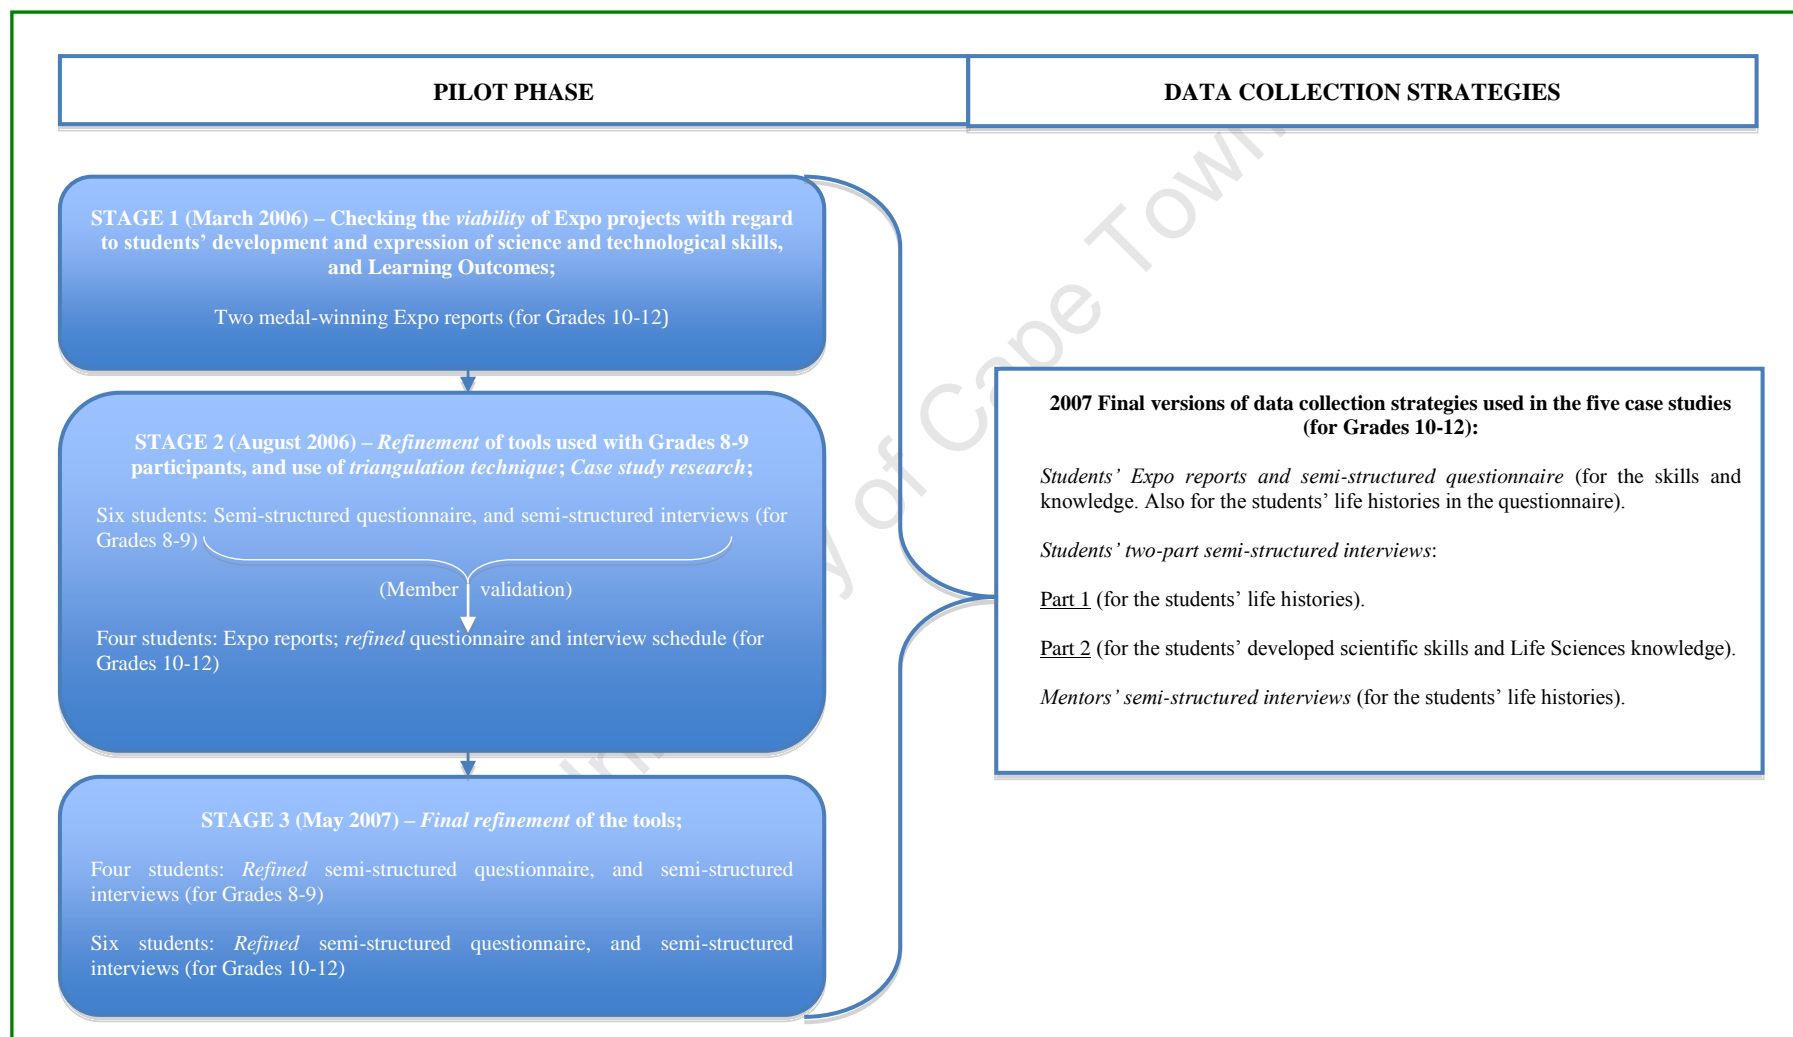 PILOT PHASE
DATA COLLECTION STRATEGIES
STAGE 1 (March 2006) – Checking the viability of Expo projects with regard
to students’ development and expression of science and technological skills,
and Learning Outcomes;
Two medal-winning Expo reports (for Grades 10-12)
STAGE 2 (August 2006) – Refinement of tools used with Grades 8-9
participants, and use of triangulation technique; Case study research;
Six students: Semi-structured questionnaire, and semi-structured interviews (for
Grades 8-9)
(Member validation)
Four students: Expo reports; refined questionnaire and interview schedule (for
Grades 10-12)
STAGE 3 (May 2007) – Final refinement of the tools;
Four students: Refined semi-structured questionnaire, and semi-structured
interviews (for Grades 8-9)
Six students: Refined semi-structured questionnaire, and semi-structured
interviews (for Grades 10-12)
2007 Final versions of data collection strategies used in the five case studies
(for Grades 10-12):
Students’ Expo reports and semi-structured questionnaire (for the skills and
knowledge. Also for the students’ life histories in the questionnaire).
Students’ two-part semi-structured interviews:
Part 1 (for the students’ life histories).
Part 2 (for the students’ developed scientific skills and Life Sciences knowledge).
Mentors’ semi-structured interviews (for the students’ life histories).
of Cape Town